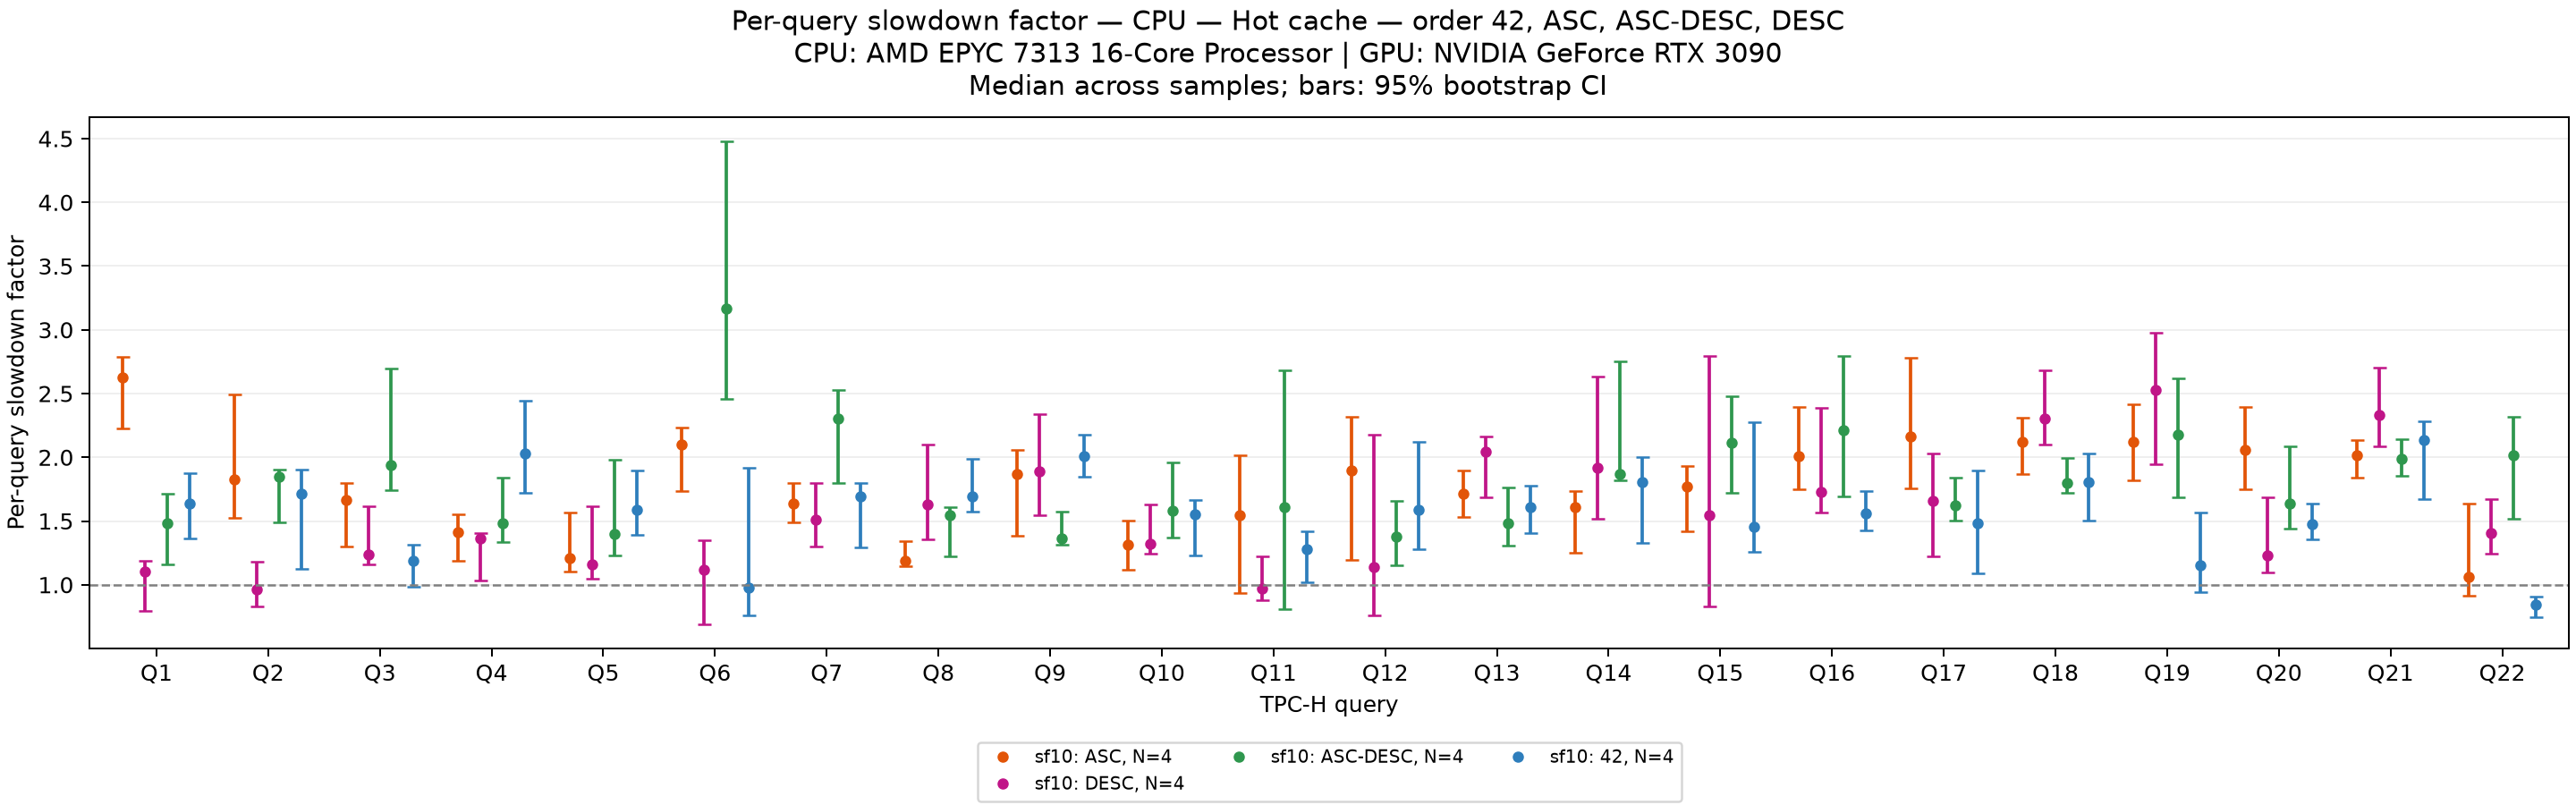 Per-query slowdown factor — CPU — Hot cache — order 42, ASC, ASC-DESC, DESC
CPU: AMD EPYC 7313 16-Core Processor | GPU: NVIDIA GeForce RTX 3090
Median across samples; bars: 95% bootstrap CI
Per-query slowdown factor
4.5
4.0
3.5
3.0
2.5
2.0
1.5
1.0
Q1 Q2 Q3 Q4 Q5 Q6 Q7 Q8 Q9 Q10 Q11 Q12 Q13 Q14 Q15 Q16 Q17 Q18 Q19 Q20 Q21 Q22
TPC-H query
sf10: ASC, N=4 sf10: ASC-DESC, N=4 sf10: 42, N=4
sf10: DESC, N=4